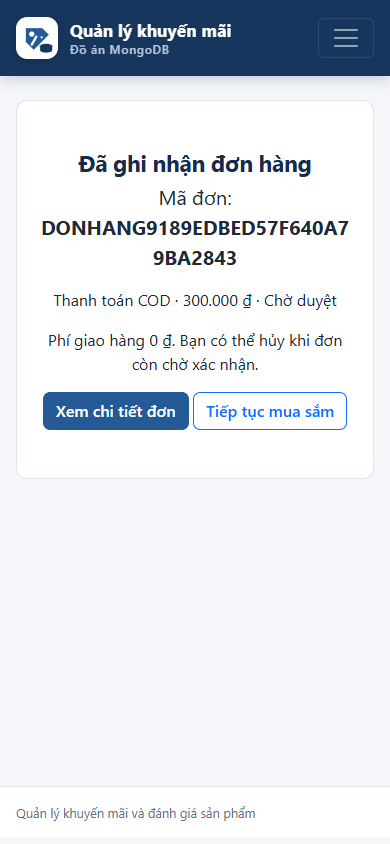 Quản lý khuyến mãi
Đồ án MongoDB
Đã ghi nhận đơn hàng
Mã đơn:
DONHANG9189EDBED57F640A7
9BA2843
Thanh toán COD · 300.000 ₫ · Chờ duyệt
Phí giao hàng 0 ₫. Bạn có thể hủy khi đơn
còn chờ xác nhận.
Xem chi tiết đơn
Tiếp tục mua sắm
Quản lý khuyến mãi và đánh giá sản phẩm